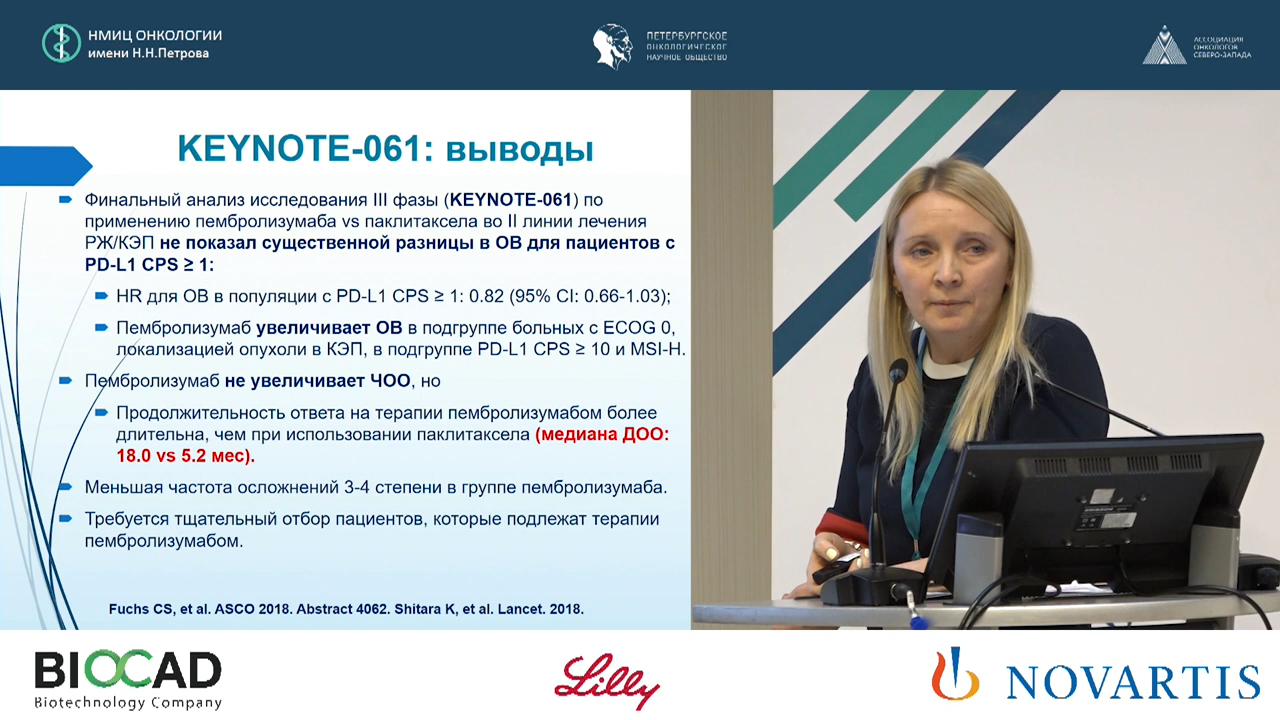 НМИЦ ОНКОЛОГИИ
имени Н.Н.Петрова
ПЕТЕРБУРГСКОЕ
ОНКОЛОГИЧЕСКОЕ
НАУЧНОЕ ОБЩЕСТВО
АССОЦИАЦИЯ
ОНКОЛОГОВ
СЕВЕРО-ЗАПАДА
KEYNOTE-061: выводы
Финальный анализ исследования III фазы (KEYNOTE-061) по
применению пембролизумаба vs паклитаксела во II линии лечения
РЖ/КЭП не показал существенной разницы в ОВ для пациентов с
PD-L1 CPS ≥ 1:
HR для ОВ в популяции с PD-L1 CPS ≥ 1: 0.82 (95% CI: 0.66-1.03);
Пембролизумаб увеличивает ОВ в подгруппе больных с ECOG 0,
локализацией опухоли в КЭП, в подгруппе PD-L1 CPS ≥ 10 и MSI-H.
Пембролизумаб не увеличивает ЧОО, но
Продолжительность ответа на терапии пембролизумабом более
длительна, чем при использовании паклитаксела (медиана ДОО:
18.0 vs 5.2 мес).
Меньшая частота осложнений 3-4 степени в группе пембролизумаба.
Требуется тщательный отбор пациентов, которые подлежат терапии
пембролизумабом.
Fuchs CS, et al. ASCO 2018. Abstract 4062. Shitara K, et al. Lancet. 2018.
BIOCAD
Biotechnology Company
Lilly
NOVARTIS